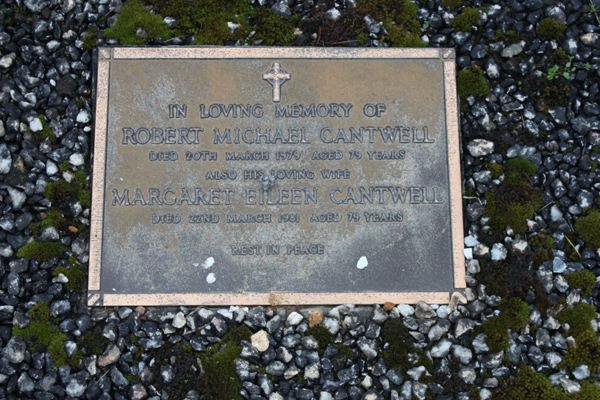 IN LOVING MEMORY OF
ROBERT MICHAEL CANTWELL
DIED 20TH MARCH 1979 AGED 79 YEARS
ALSO HIS LOVING WIFE
MARGARET EILEEN CANTWELL
DIED 22ND MARCH 1981 AGED 79 YEARS
REST IN PEACE